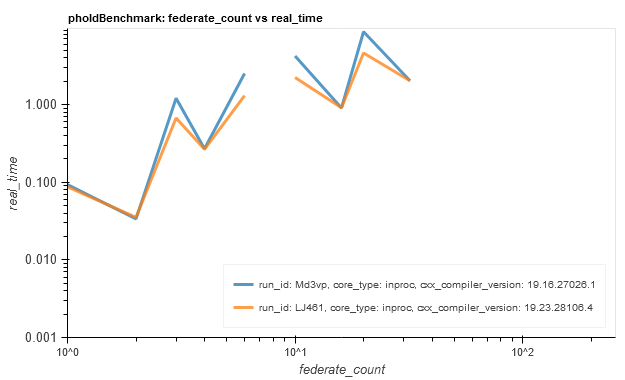 pholdBenchmark: federate_count vs real_time
real_time
1.000
0.100
0.010
0.001
10^0
10^1
10^2
federate_count
run_id: Md3vp, core_type: inproc, cxx_compiler_version: 19.16.27026.1
run_id: LJ461, core_type: inproc, cxx_compiler_version: 19.23.28106.4